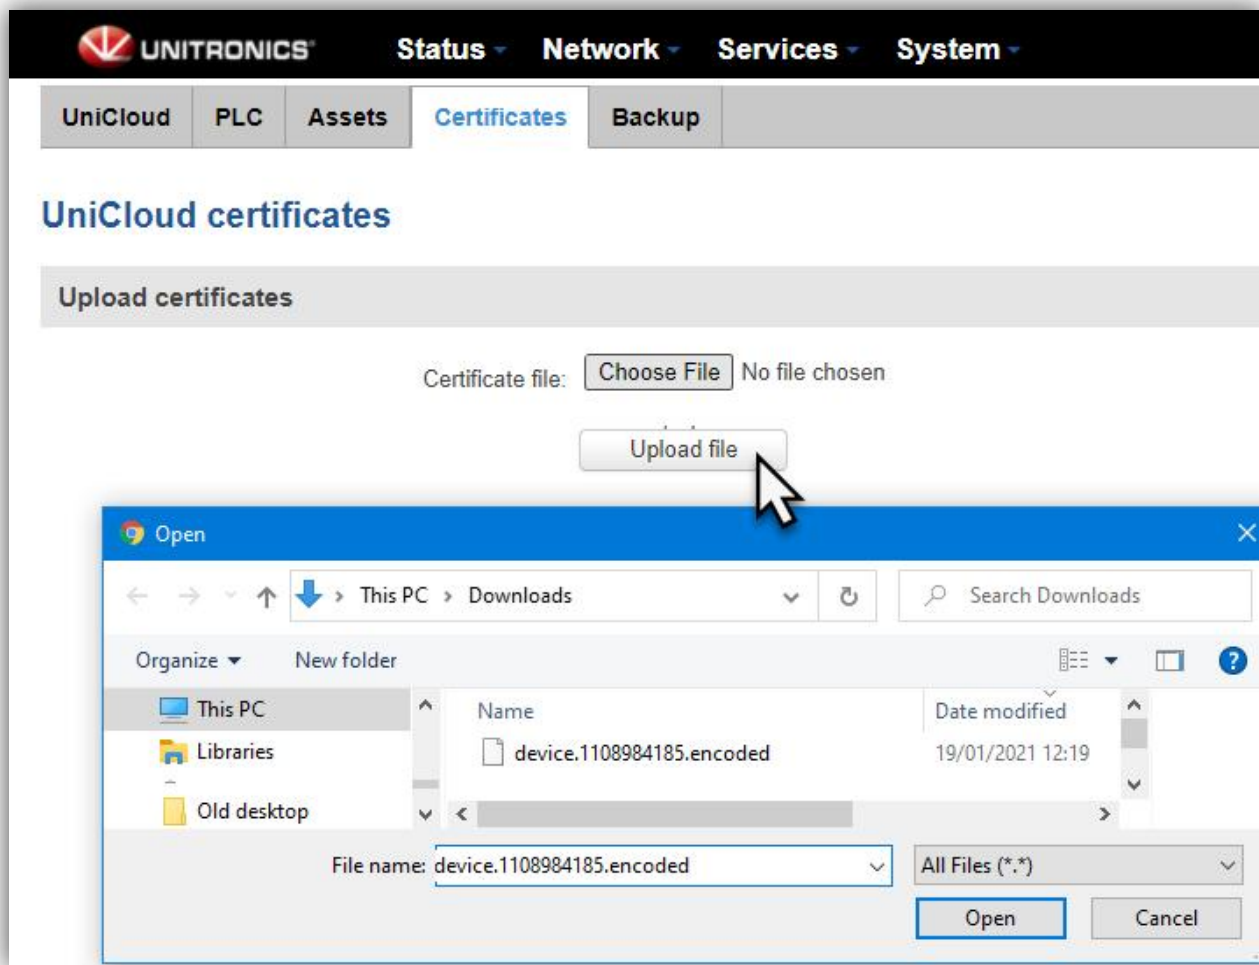 UNITRONICS Status Network Services System
UniCloud PLC Assets Certificates Backup
UniCloud certificates
Upload certificates
Certificate file: Choose File No file chosen
Upload file
Open
This PC › Downloads Search Downloads
Organize New folder
This PC Name Date modified
Libraries device.1108984185.encoded 19/01/2021 12:19
Old desktop
File name: device.1108984185.encoded All Files (*.*)
Open Cancel